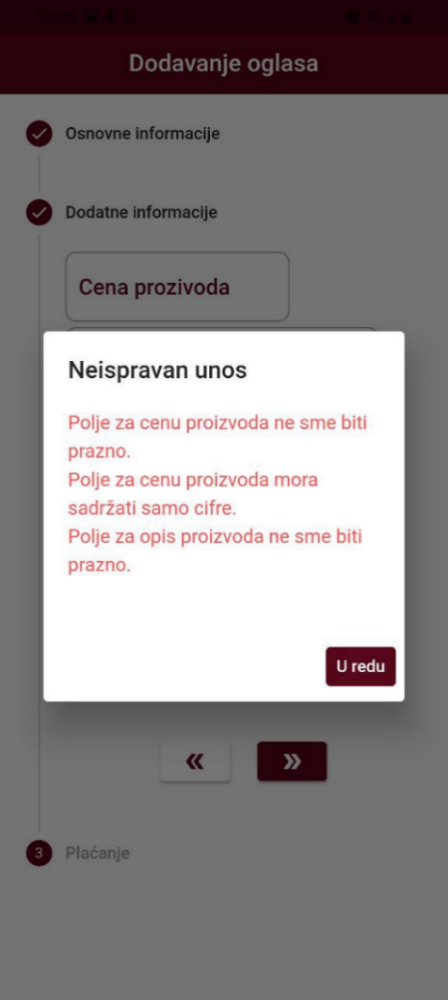 Dodavanje oglasa
Osnovne informacije
Dodatne informacije
Cena prozivoda
Neispravan unos
Polje za cenu proizvoda ne sme biti
prazno.
Polje za cenu proizvoda mora
sadržati samo cifre.
Polje za opis proizvoda ne sme biti
prazno.
U redu
«
»
3 Plaćanje